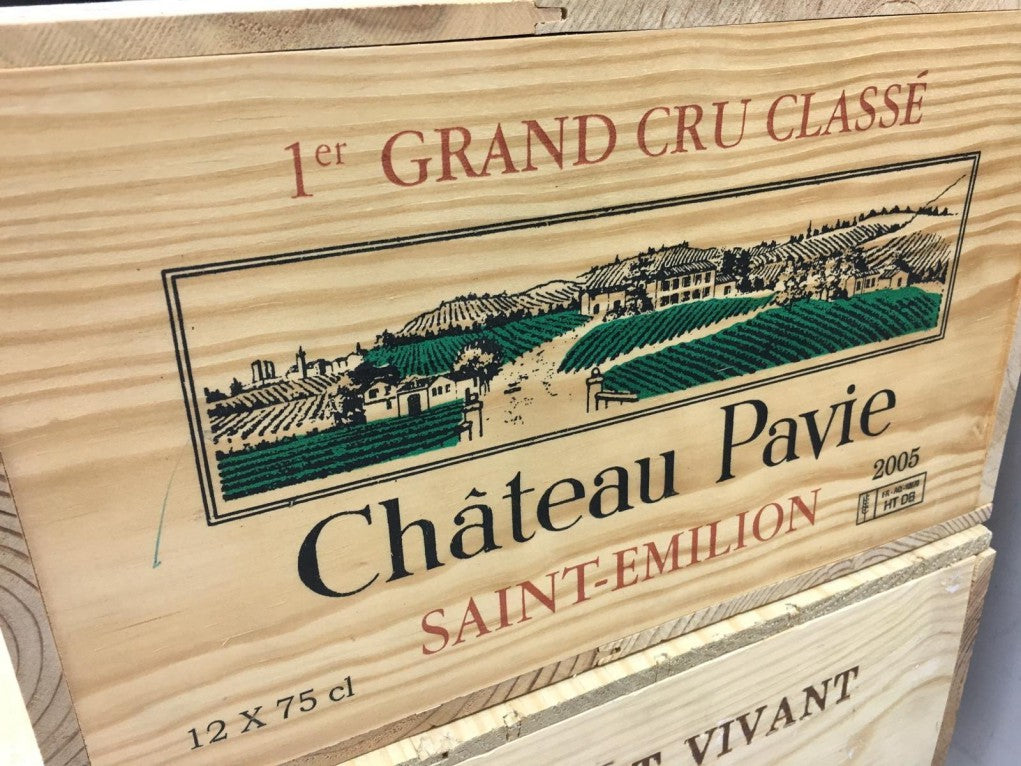 1er GRAND CRU CLASSÉ
Château Pavie
2005
HT DB
SAINT-EMILION
12 X 75 cl
VIVANT